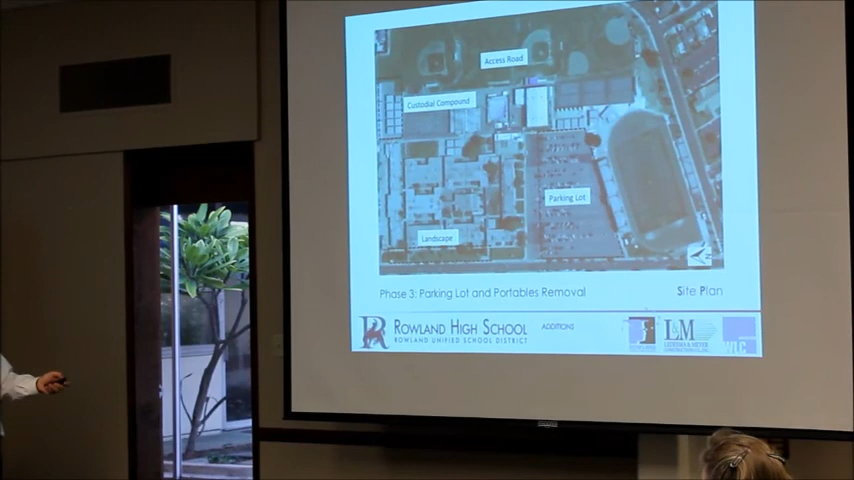 Access Road
Custodial Compound
Parking Lot
Landscape
Phase 3: Parking Lot and Portables Removal
Site Plan
R
ROWLAND HIGH SCHOOL
ADDITIONS
ROWLAND UNIFIED SCHOOL DISTRICT
L&M
WLC